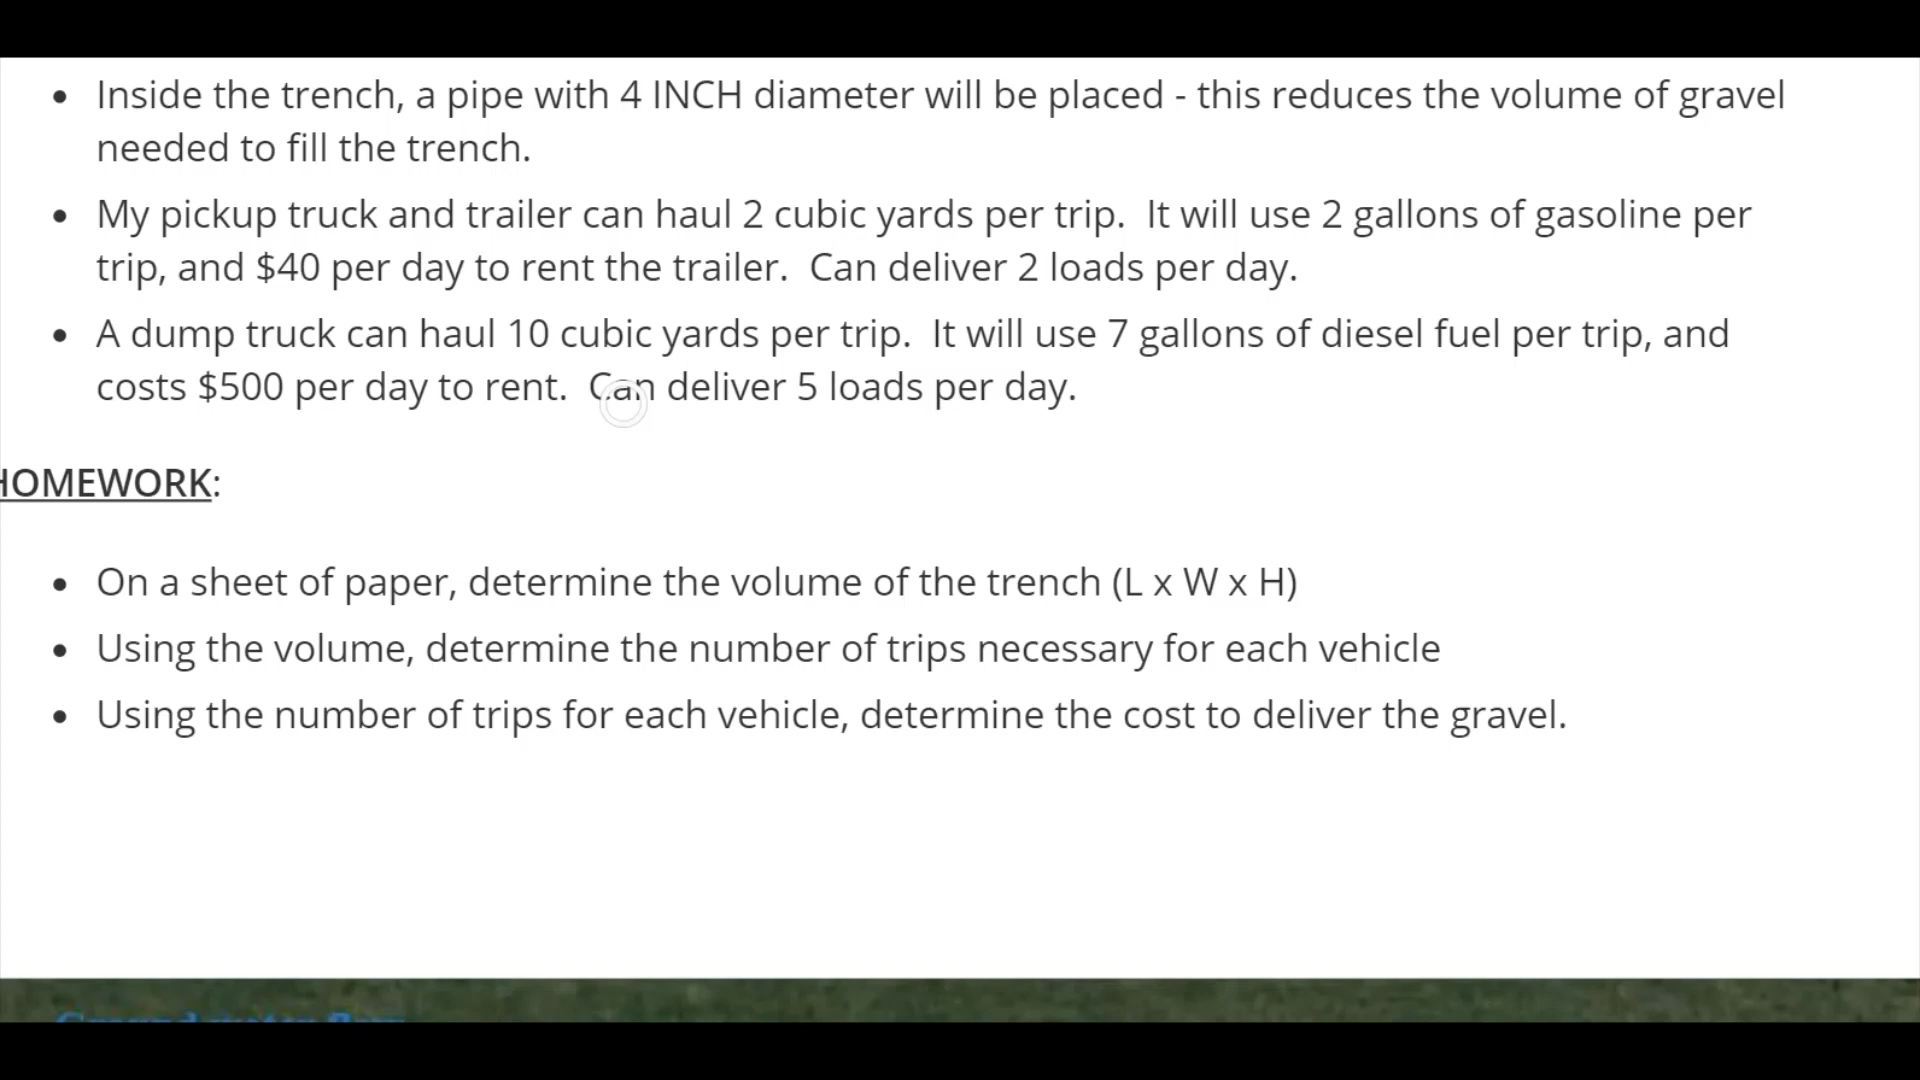 Inside the trench, a pipe with 4 INCH diameter will be placed - this reduces the volume of gravel
needed to fill the trench.
My pickup truck and trailer can haul 2 cubic yards per trip.  It will use 2 gallons of gasoline per
trip, and $40 per day to rent the trailer.  Can deliver 2 loads per day.
A dump truck can haul 10 cubic yards per trip.  It will use 7 gallons of diesel fuel per trip, and
costs $500 per day to rent.  Can deliver 5 loads per day.
HOMEWORK:
On a sheet of paper, determine the volume of the trench (L x W x H)
Using the volume, determine the number of trips necessary for each vehicle
Using the number of trips for each vehicle, determine the cost to deliver the gravel.